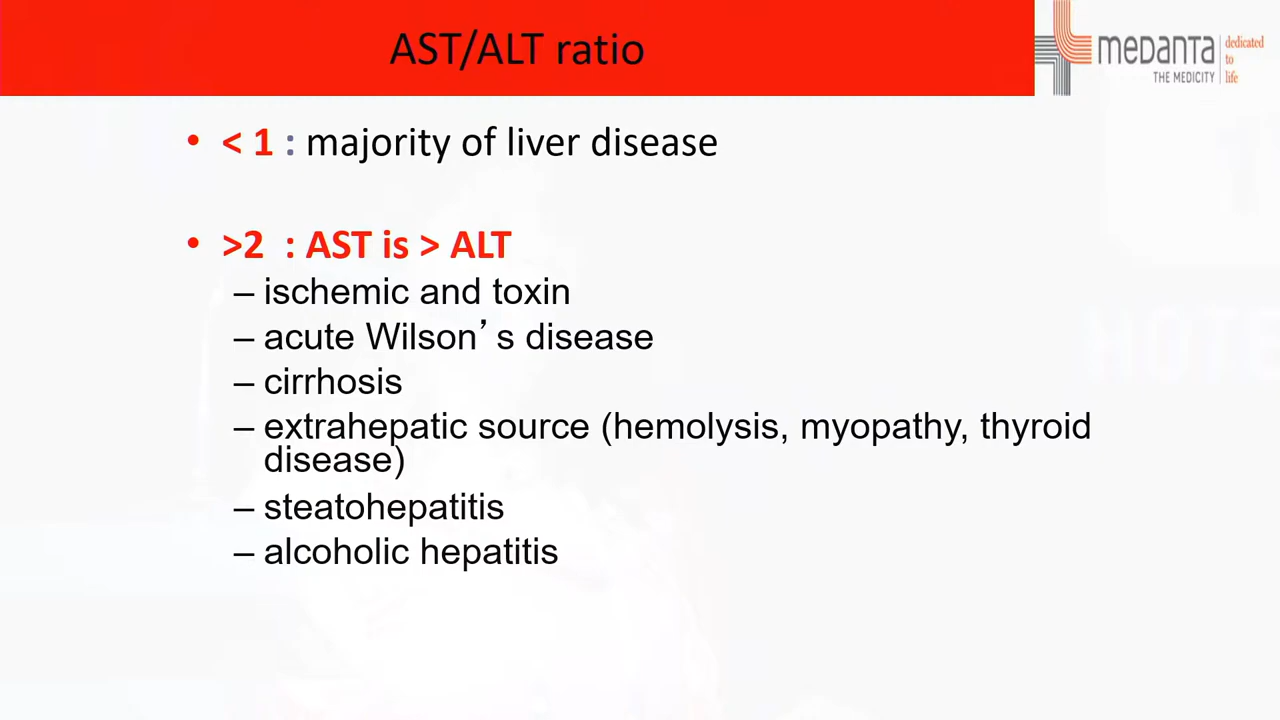 AST/ALT ratio
medanta
THE MEDICITY
dedicated
to
life
• < 1 : majority of liver disease
• >2 : AST is > ALT
– ischemic and toxin
– acute Wilson’s disease
– cirrhosis
– extrahepatic source (hemolysis, myopathy, thyroid
disease)
– steatohepatitis
– alcoholic hepatitis
HOTE